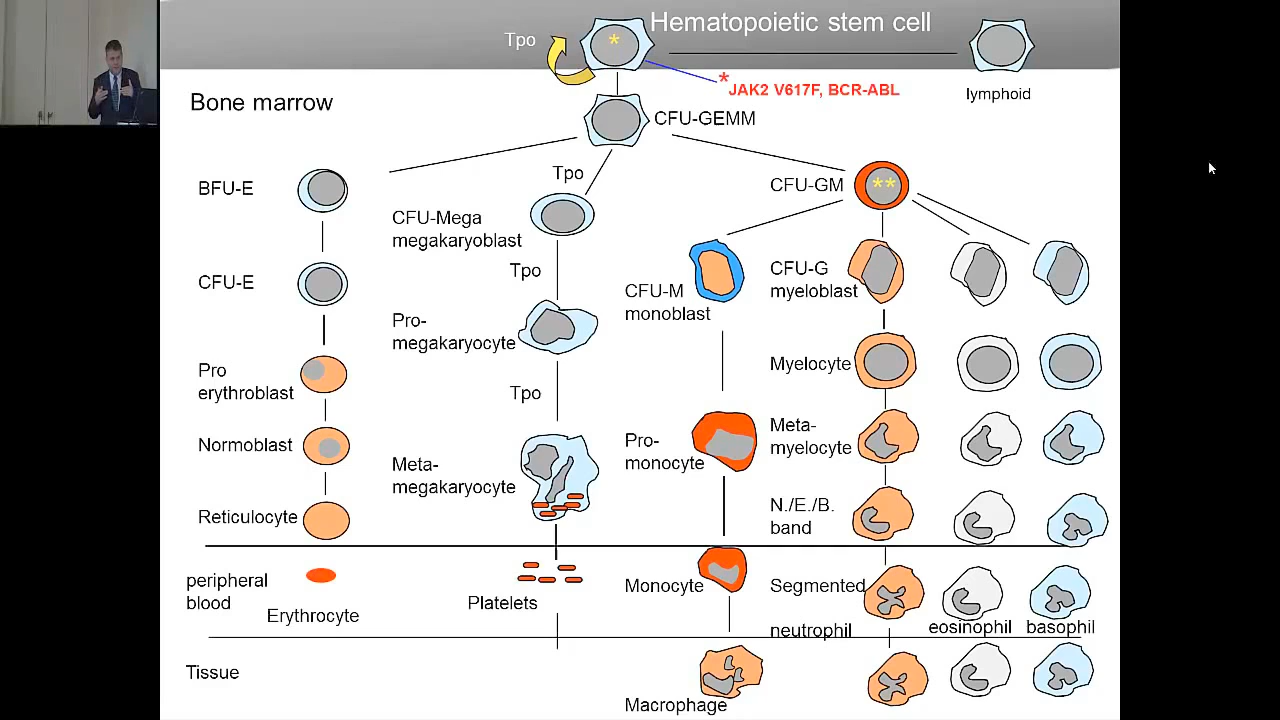 Hematopoietic stem cell
Tpo
*
*
JAK2 V617F, BCR-ABL
lymphoid
Bone marrow
CFU-GEMM
BFU-E
Tpo
CFU-GM
**
CFU-Mega
megakaryoblast
CFU-E
Tpo
CFU-M
monoblast
CFU-G
myeloblast
Pro-
megakaryocyte
Myelocyte
Pro
erythroblast
Tpo
Normoblast
Pro-
monocyte
Meta-
myelocyte
Meta-
megakaryocyte
Reticulocyte
N./E./B.
band
peripheral
blood
Erythrocyte
Platelets
Monocyte
Segmented
neutrophil
eosinophil
basophil
Tissue
Macrophage